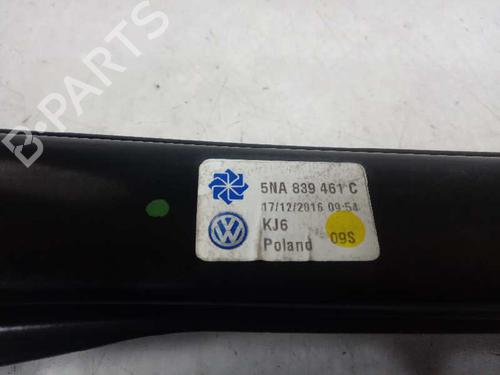 B-PARTS
5NA 839 461 C
17/12/2016 09:54
KJ6
Poland 09S